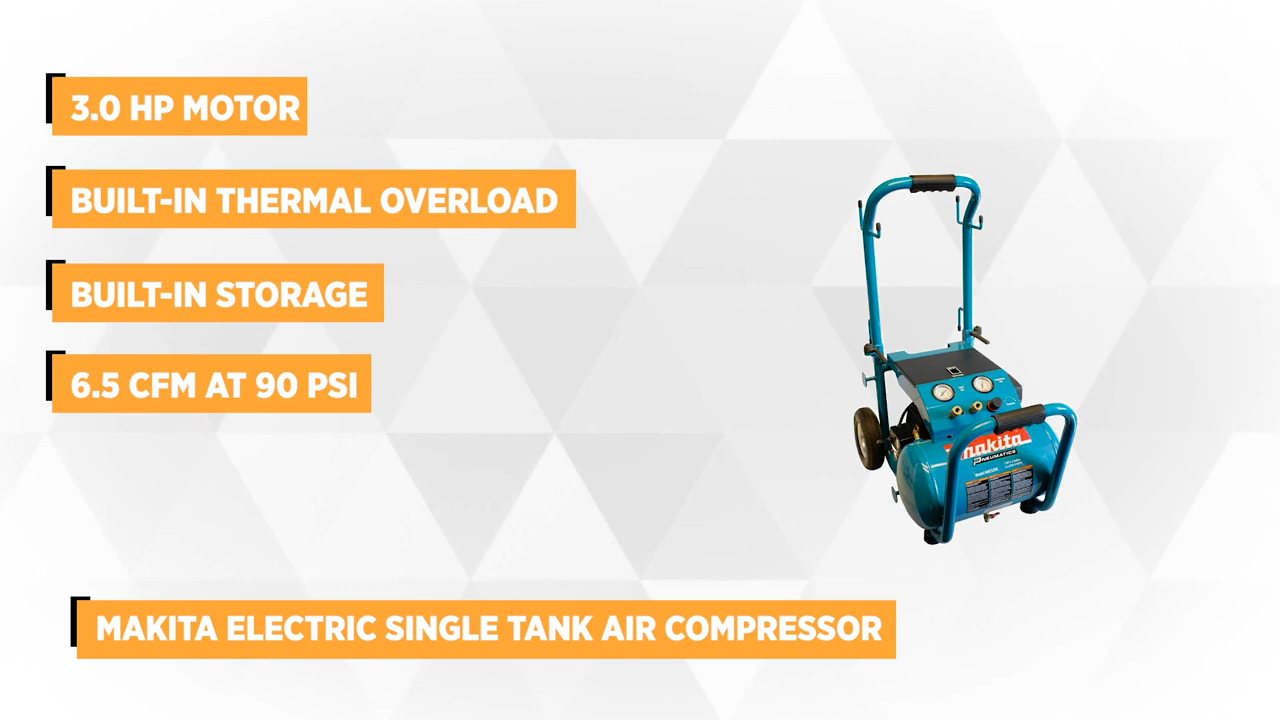 3.0 HP MOTOR
BUILT-IN THERMAL OVERLOAD
BUILT-IN STORAGE
6.5 CFM AT 90 PSI
makita
PNEUMATICS
MAKITA ELECTRIC SINGLE TANK AIR COMPRESSOR